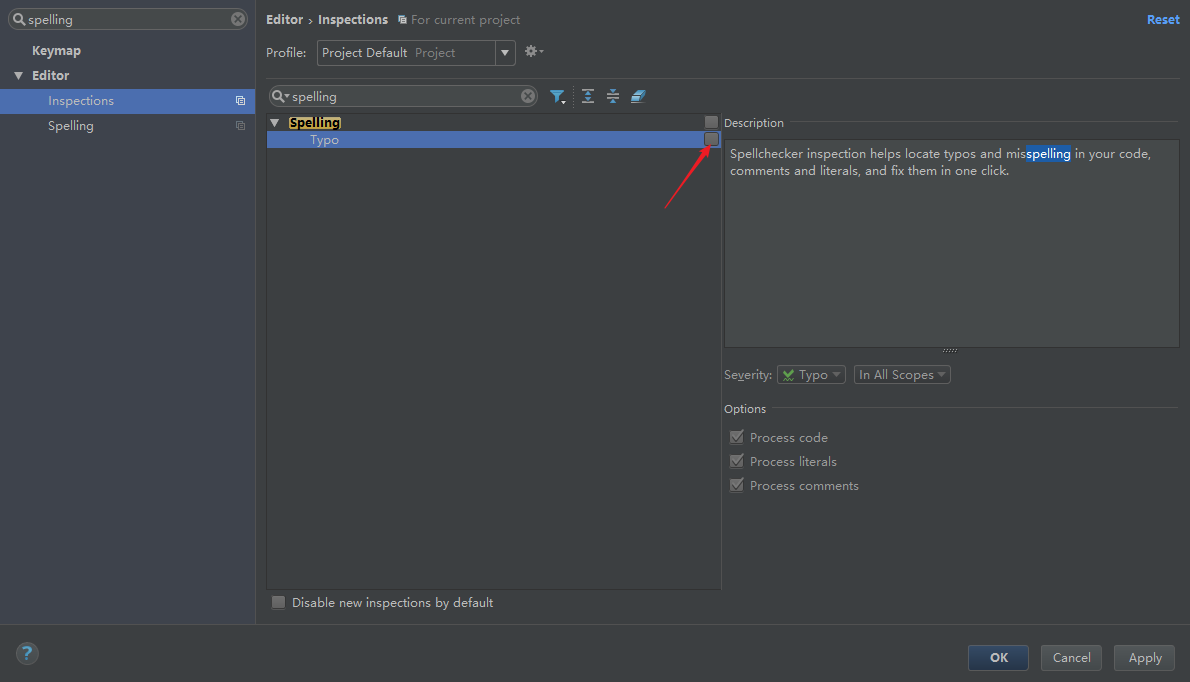 spelling
Keymap
Editor
Inspections
Spelling
Editor › Inspections For current project
Reset
Profile: Project Default Project
spelling
Spelling
Typo
Description
Spellchecker inspection helps locate typos and misspelling in your code,
comments and literals, and fix them in one click.
Severity: Typo In All Scopes
Options
Process code
Process literals
Process comments
Disable new inspections by default
?
OK Cancel Apply